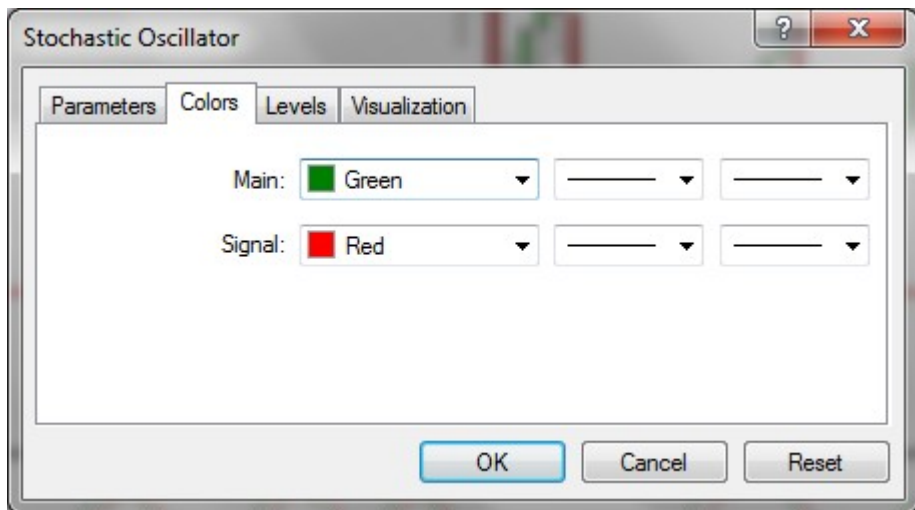 Stochastic Oscillator
?
X
Parameters Colors Levels Visualization
Main: Green
Signal: Red
OK Cancel Reset